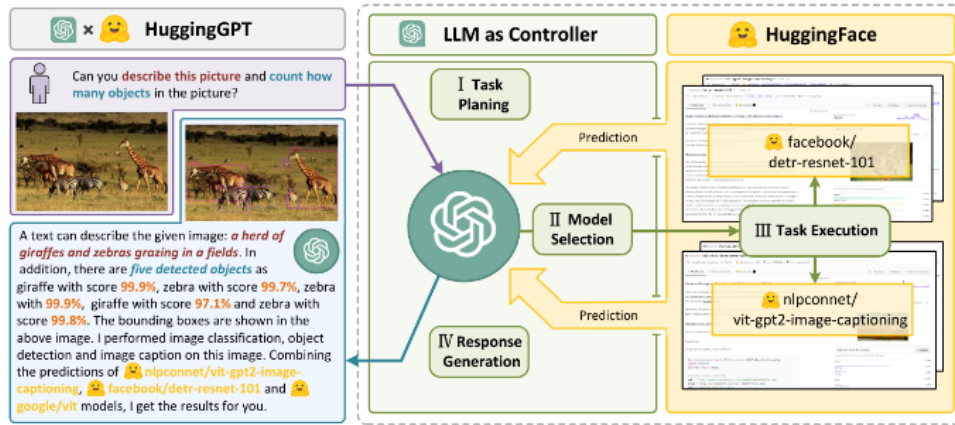 HuggingGPT
×
LLM as Controller
HuggingFace
Can you describe this picture and count how
many objects in the picture?
A text can describe the given image: a herd of
giraffes and zebras grazing in a fields. In
addition, there are five detected objects as
giraffe with score 99.9%, zebra with score 99.7%, zebra
with 99.9%, giraffe with score 97.1% and zebra with
score 99.8%. The bounding boxes are shown in the
above image. I performed image classification, object
detection and image caption on this image. Combining
the predictions of nlpconnect/vit-gpt2-image-
captioning, facebook/detr-resnet-101 and
google/vit models, I get the results for you.
I Task
Planing
Prediction
II Model
Selection
Prediction
IV Response
Generation
facebook/
detr-resnet-101
III Task Execution
nlpconnect/
vit-gpt2-image-captioning